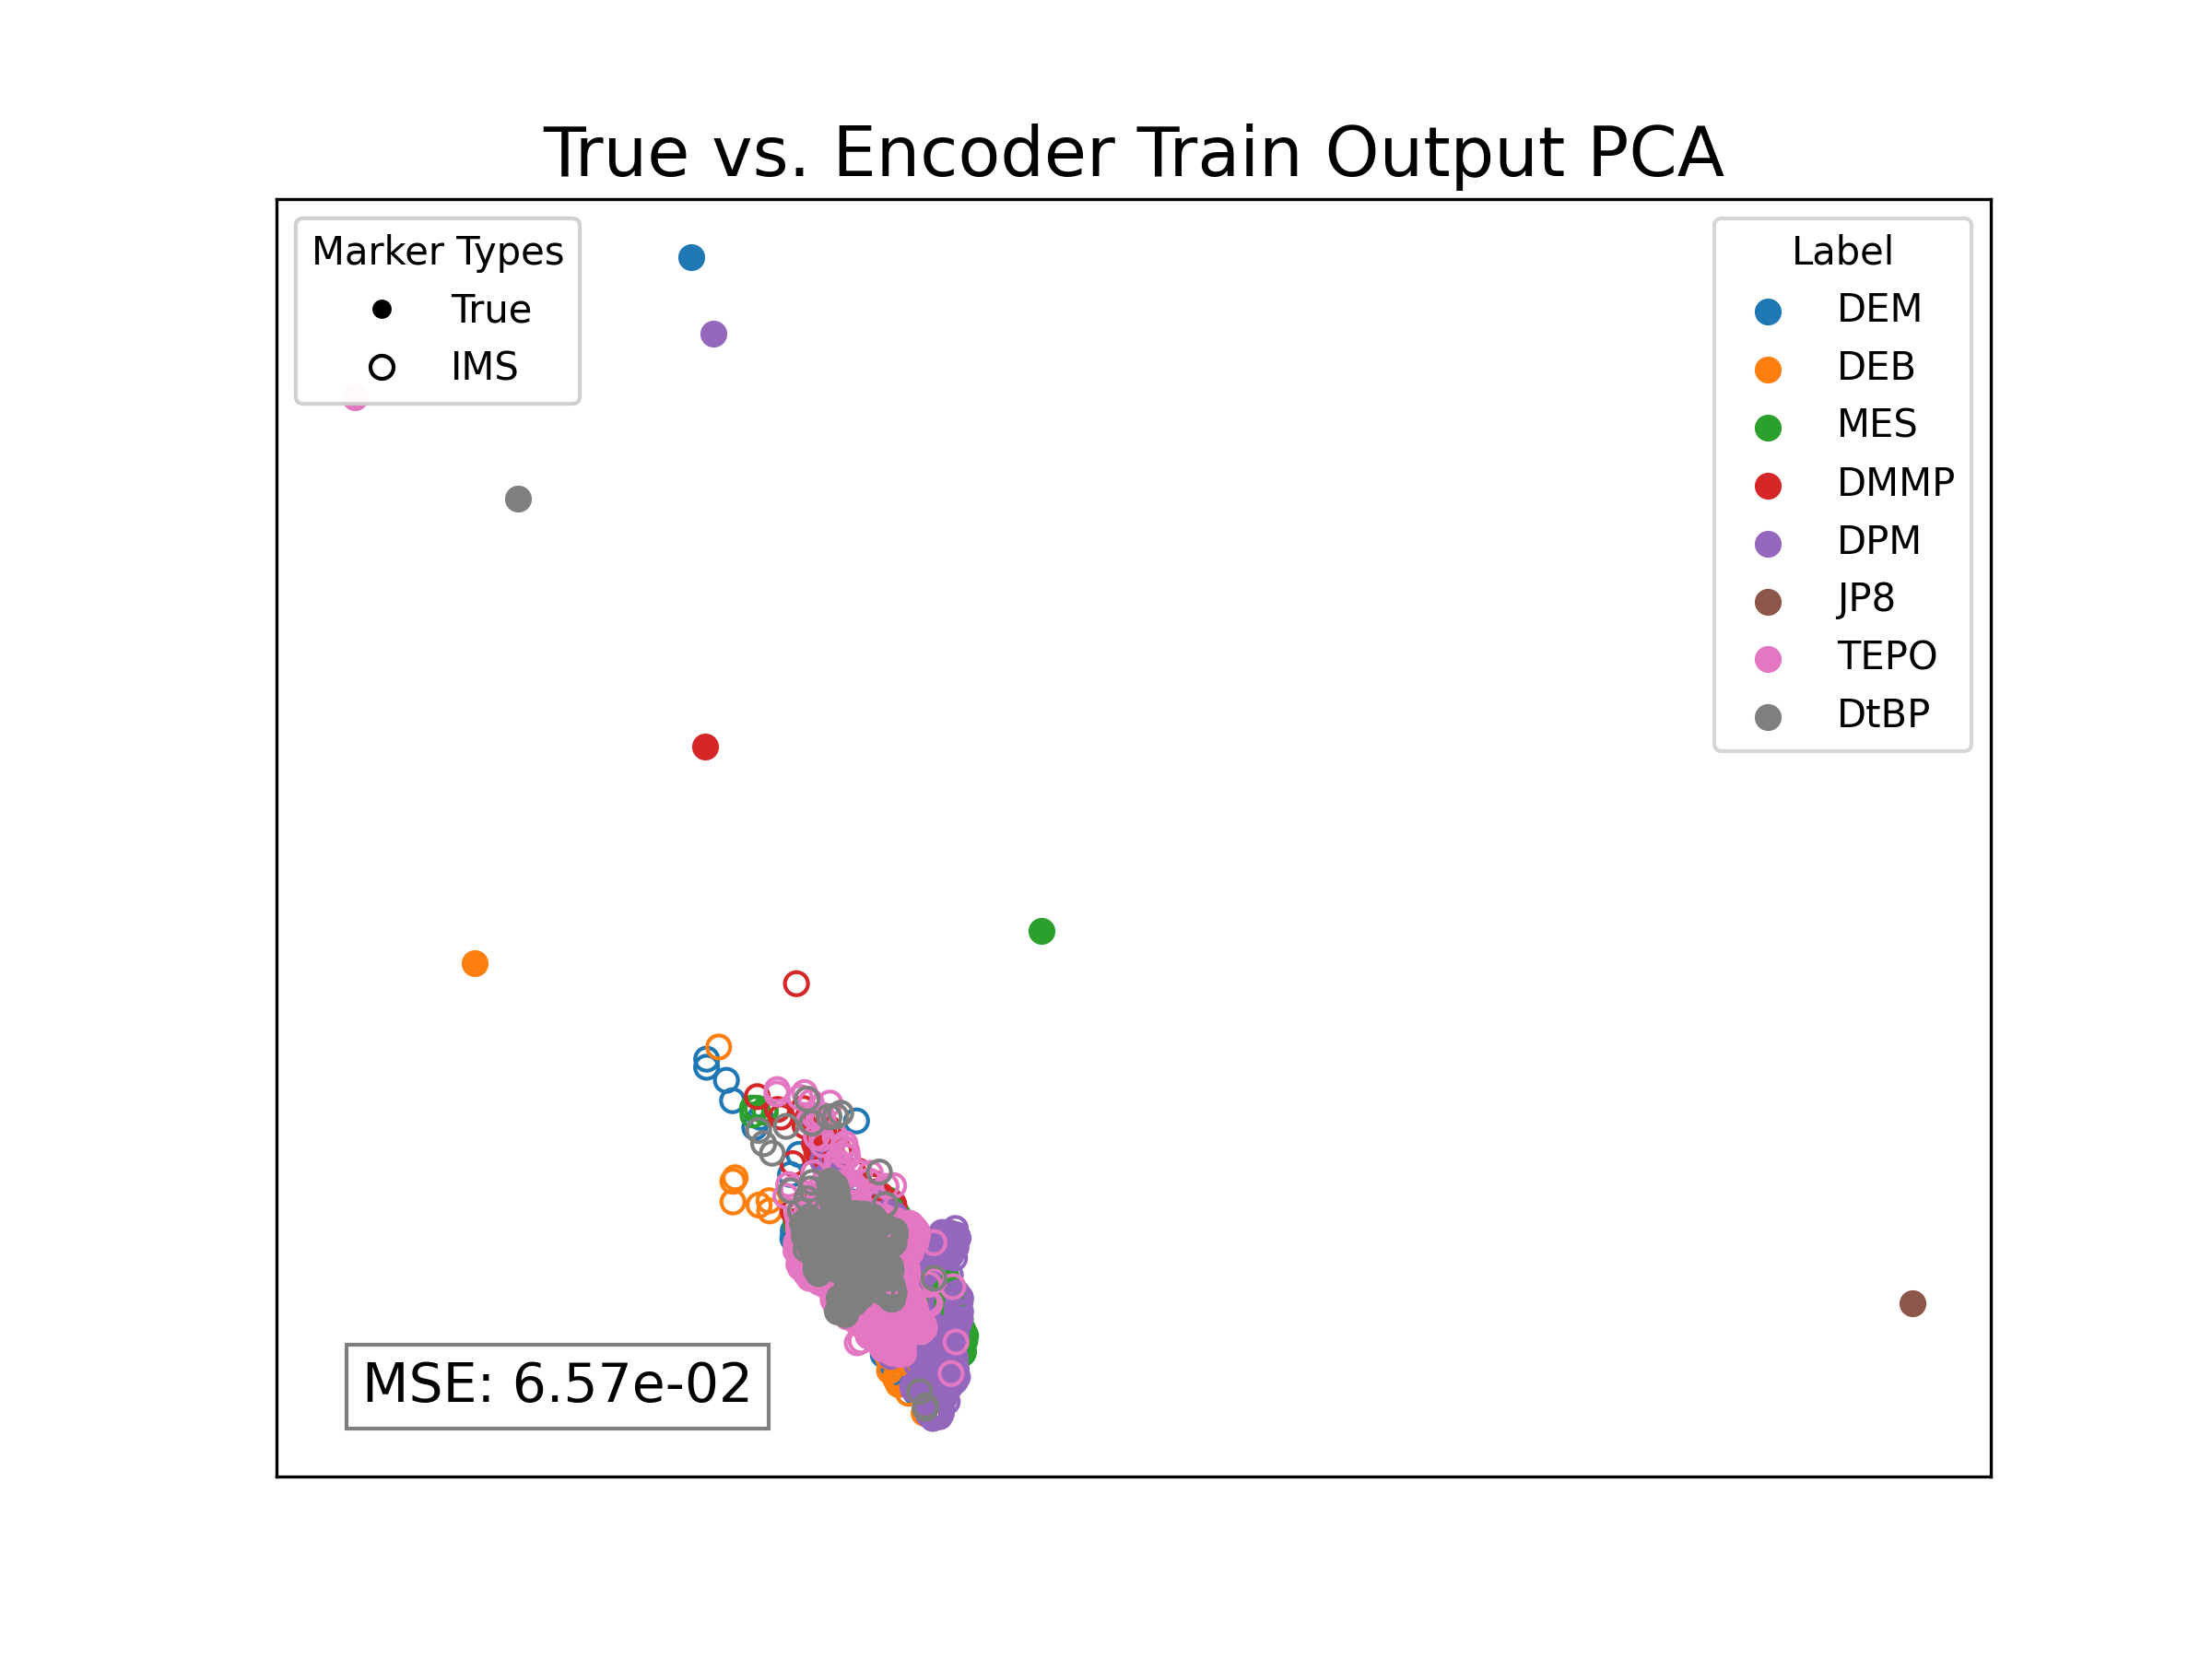 True vs. Encoder Train Output PCA
Marker Types
True
IMS
Label
DEM
DEB
MES
DMMP
DPM
JP8
TEPO
DtBP
MSE: 6.57e-02